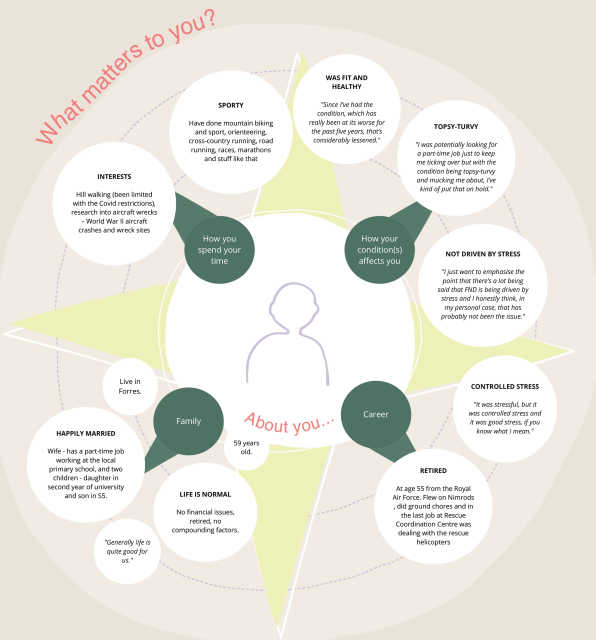 What matters to you?
SPORTY
Have done mountain biking
and sport, orienteering,
cross-country running, road
running, races, marathons
and stuff like that
WAS FIT AND
HEALTHY
"Since I've had the
condition, which has
really been at its worse for
the past five years, that's
considerably lessened."
TOPSY-TURVY
"I was potentially looking for
a part-time job just to keep
me ticking over but with the
condition being topsy-turvy
and mucking me about, I've
kind of put that on hold."
INTERESTS
Hill walking (been limited
with the Covid restrictions),
research into aircraft wrecks
– World War II aircraft
crashes and wreck sites
How you
spend your
time
How your
condition(s)
affects you
NOT DRIVEN BY STRESS
"I just want to emphasise the
point that there's a lot being
said that FND is being driven by
stress and I honestly think, in
my personal case, that has
probably not been the issue."
Live in
Forres.
Family
About you...
59 years
old.
Career
CONTROLLED STRESS
"It was stressful, but it
was controlled stress and
it was good stress, if you
know what I mean."
HAPPILY MARRIED
Wife - has a part-time job
working at the local
primary school, and two
children - daughter in
second year of university
and son in S5.
LIFE IS NORMAL
No financial issues,
retired, no
compounding factors.
RETIRED
At age 55 from the Royal
Air Force. Flew on Nimrods
, did ground chores and in
the last job at Rescue
Coordination Centre was
dealing with the rescue
helicopters
"Generally life is
quite good for
us."